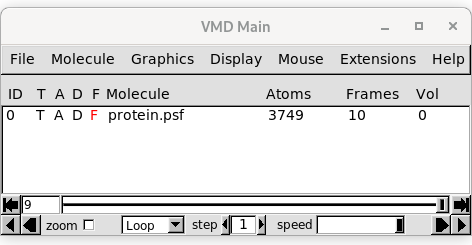 VMD Main
File Molecule Graphics Display Mouse Extensions Help
ID T A D F Molecule Atoms Frames Vol
0 T A D F protein.psf 3749 10 0
9
zoom Loop step 1 speed